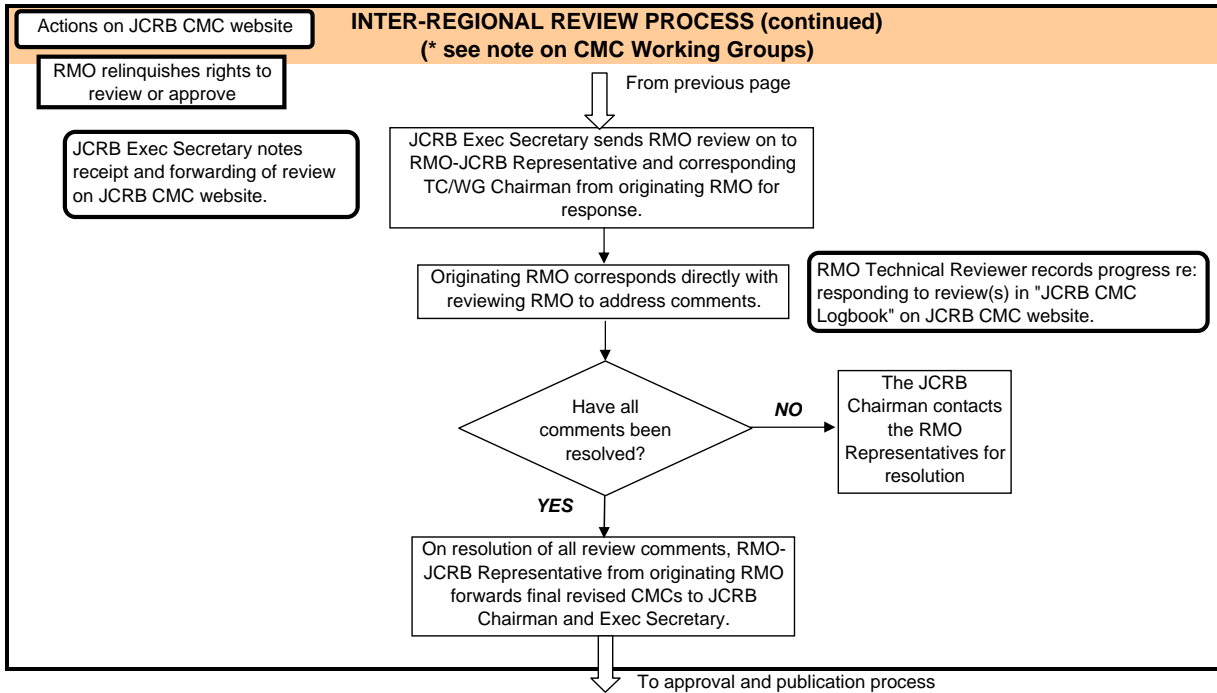 Actions on JCRB CMC website
INTER-REGIONAL REVIEW PROCESS (continued)
(* see note on CMC Working Groups)
RMO relinquishes rights to
review or approve
From previous page
JCRB Exec Secretary notes
receipt and forwarding of review
on JCRB CMC website.
JCRB Exec Secretary sends RMO review on to
RMO-JCRB Representative and corresponding
TC/WG Chairman from originating RMO for
response.
Originating RMO corresponds directly with
reviewing RMO to address comments.
RMO Technical Reviewer records progress re:
responding to review(s) in "JCRB CMC
Logbook" on JCRB CMC website.
Have all
comments been
resolved?
NO
The JCRB
Chairman contacts
the RMO
Representatives for
resolution
YES
On resolution of all review comments, RMO-
JCRB Representative from originating RMO
forwards final revised CMCs to JCRB
Chairman and Exec Secretary.
To approval and publication process